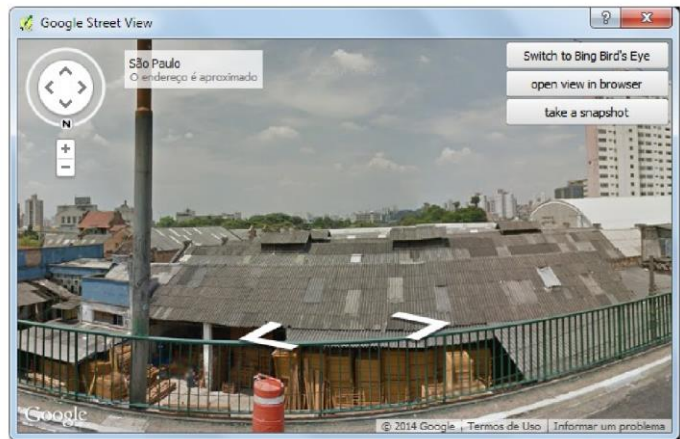 Google Street View
São Paulo
O endereço é aproximado
Switch to Bing Bird's Eye
open view in browser
take a snapshot
N
+
-
Google
© 2014 Google
Termos de Uso
Informar um problema